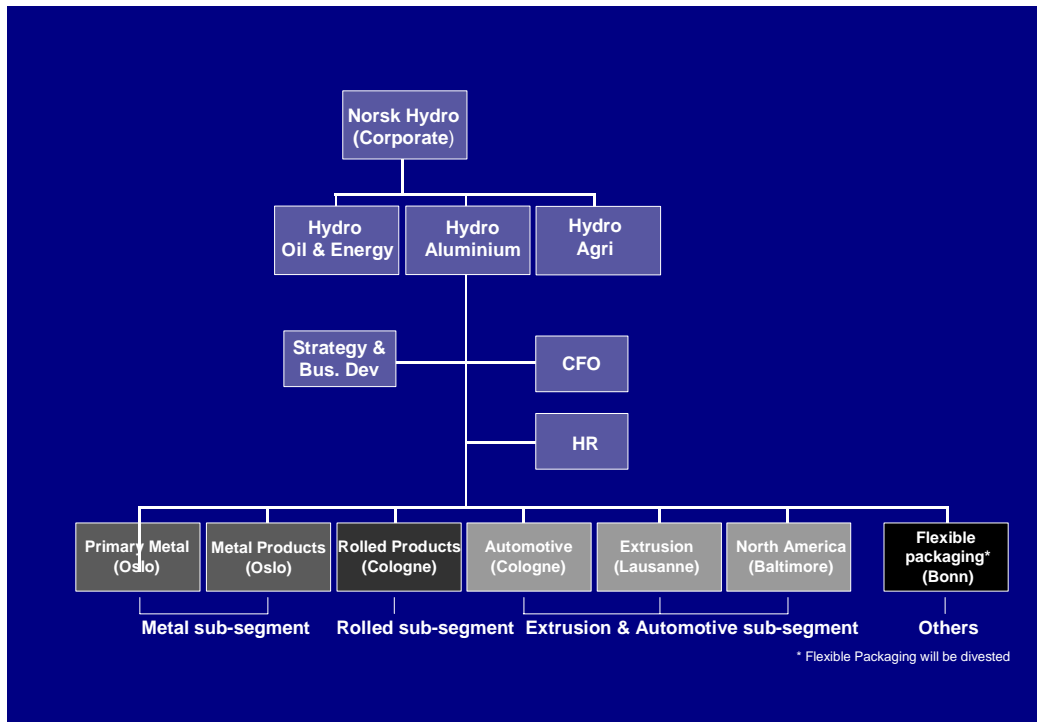 Norsk Hydro
(Corporate)
Hydro
Oil & Energy
Hydro
Aluminium
Hydro
Agri
Strategy &
Bus. Dev
CFO
HR
Primary Metal
(Oslo)
Metal Products
(Oslo)
Rolled Products
(Cologne)
Automotive
(Cologne)
Extrusion
(Lausanne)
North America
(Baltimore)
Flexible
packaging*
(Bonn)
Metal sub-segment
Rolled sub-segment
Extrusion & Automotive sub-segment
Others
* Flexible Packaging will be divested